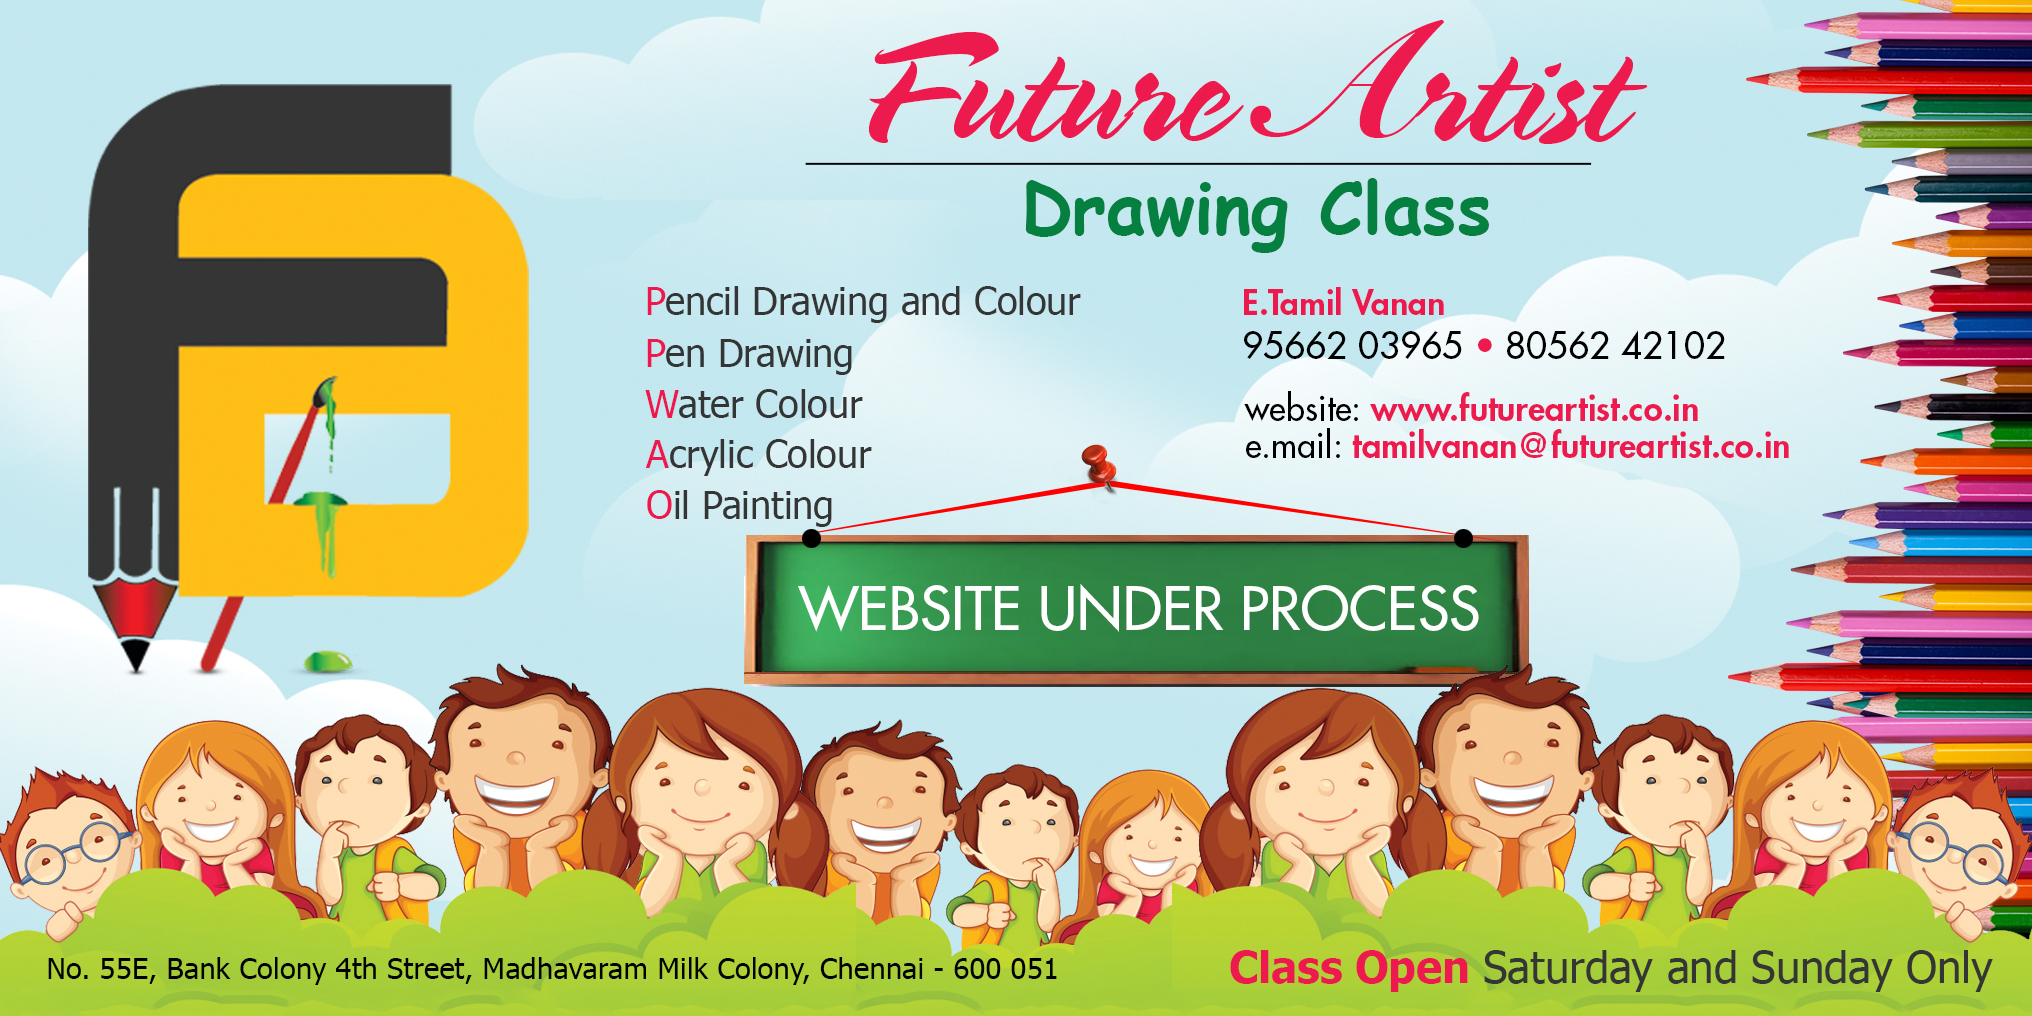 Future Artist
Drawing Class
Pencil Drawing and Colour
Pen Drawing
Water Colour
Acrylic Colour
Oil Painting
E.Tamil Vanan
95662 03965 • 80562 42102
website: www.futureartist.co.in
e.mail: tamilvanan@futureartist.co.in
WEBSITE UNDER PROCESS
No. 55E, Bank Colony 4th Street, Madhavaram Milk Colony, Chennai - 600 051
Class Open Saturday and Sunday Only